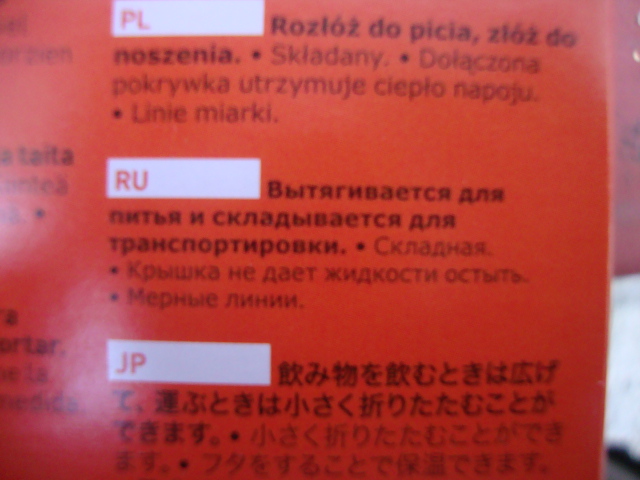 PL Rozłóż do picia, złóż do
noszenia. • Składany. • Dołączona
pokrywka utrzymuje ciepło napoju.
• Linie miarki.
a taita
RU Вытягивается для
питья и складывается для
транспортировки. • Складная.
• Крышка не дает жидкости остыть.
• Мерные линии.
ortar.
JP 飲み物を飲むときは広げ
て、運ぶときは小さく折りたたむことが
できます。• 小さく折りたたむことができ
ます。• フタをすることで保温できます。